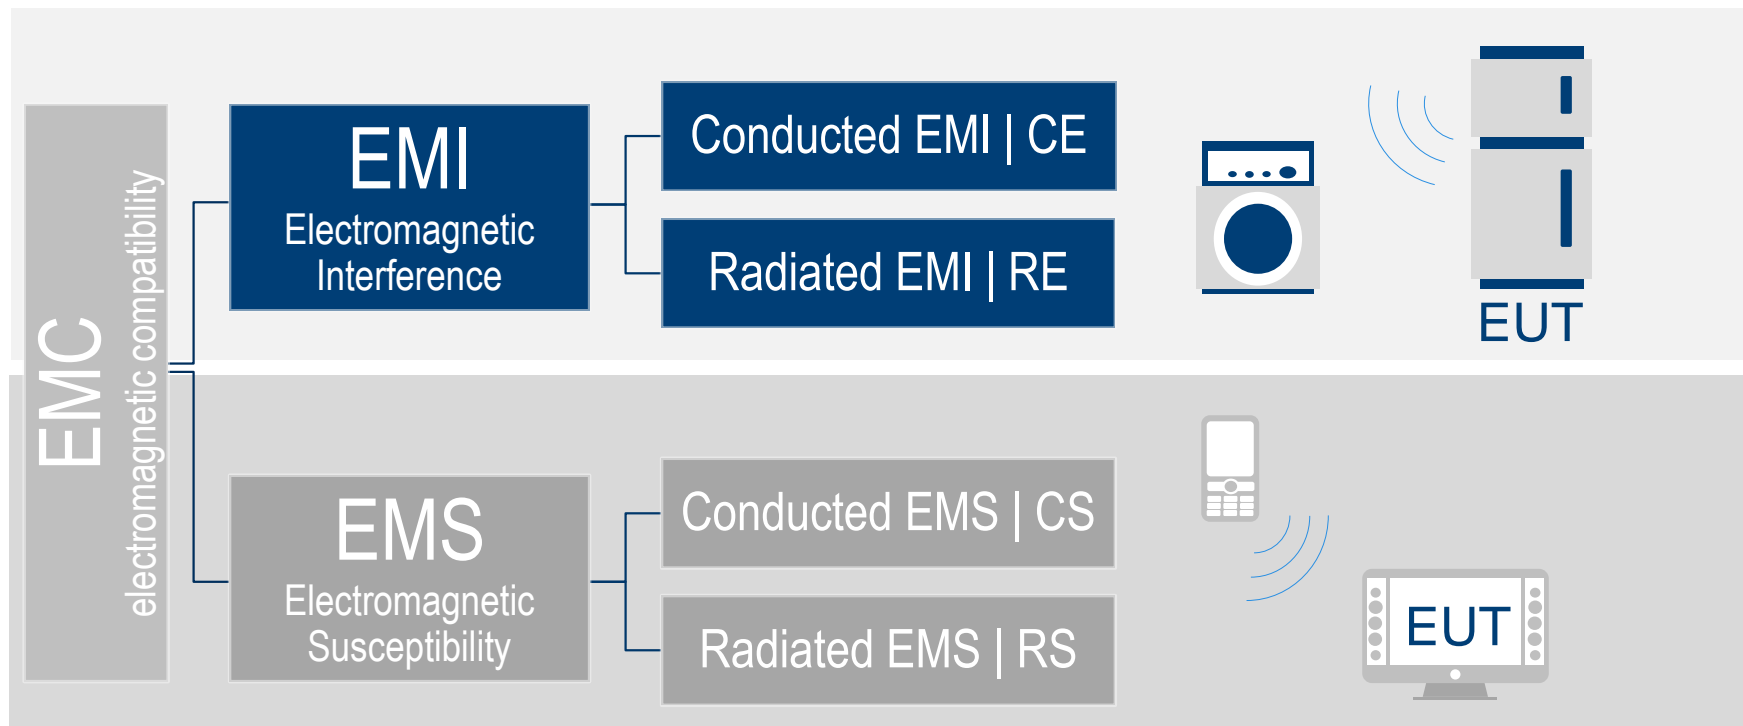 EMC
electromagnetic compatibility
EMI
Electromagnetic
Interference
Conducted EMI | CE
Radiated EMI | RE
EUT
EMS
Electromagnetic
Susceptibility
Conducted EMS | CS
Radiated EMS | RS
EUT